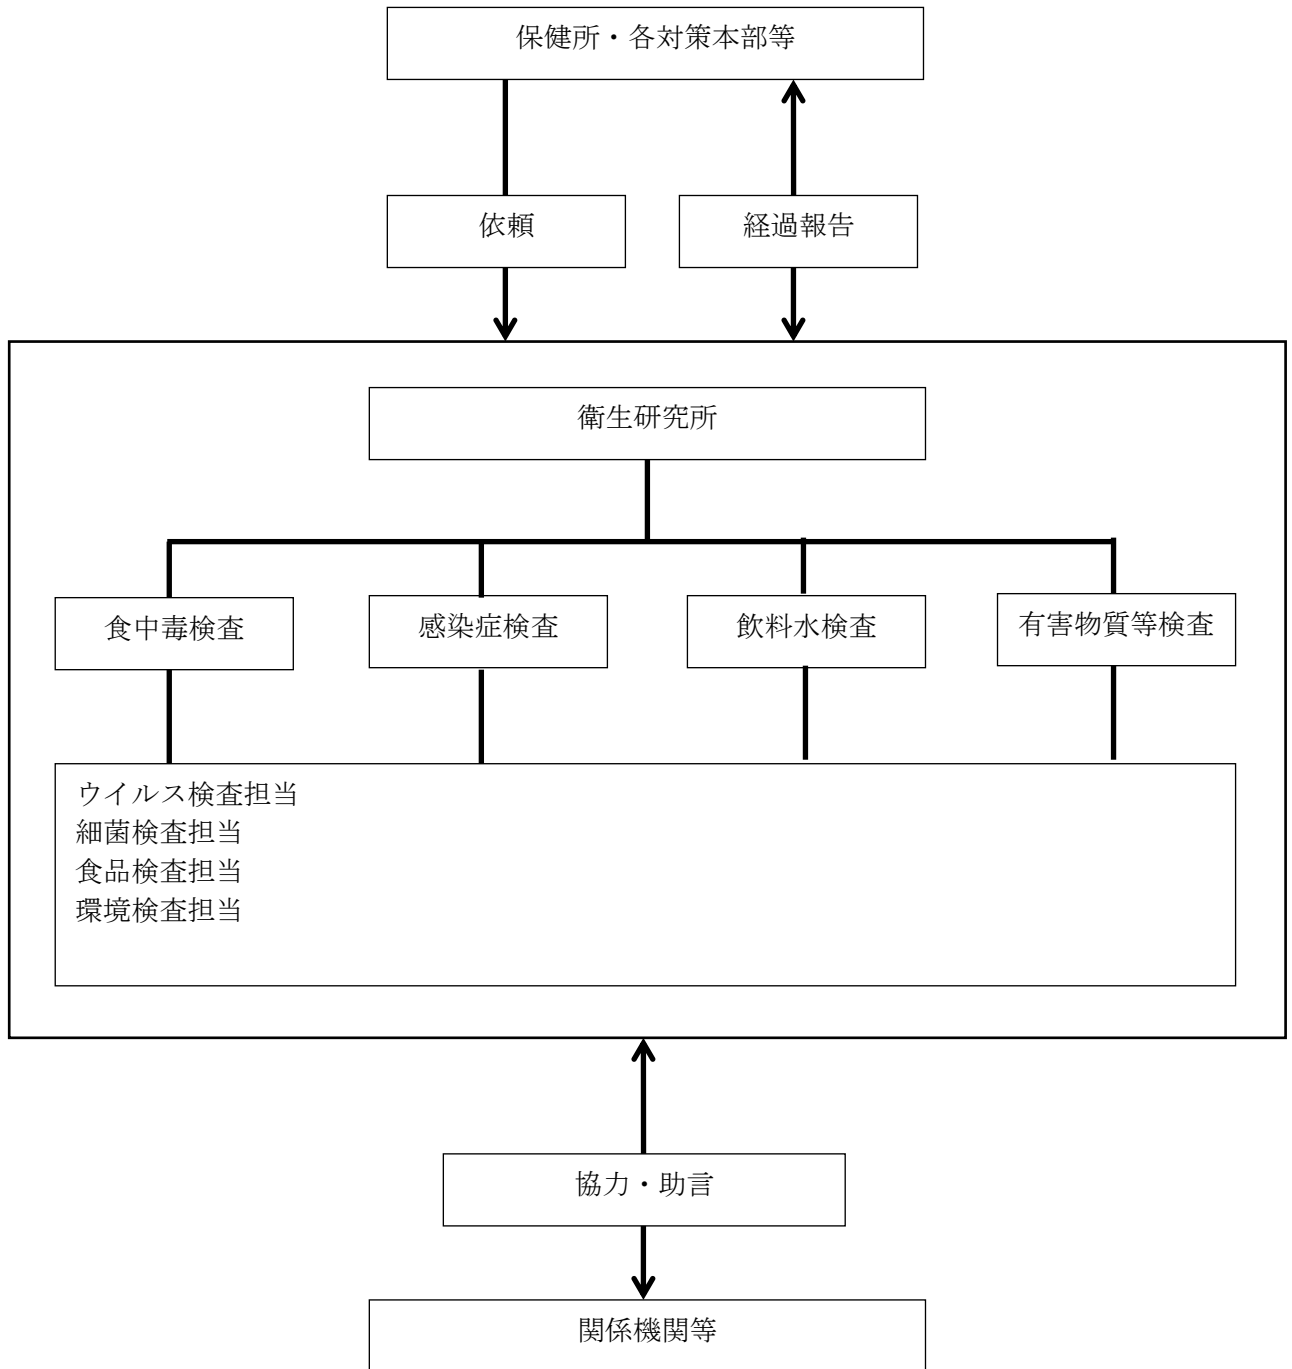 保健所・各対策本部等
依頼
経過報告
衛生研究所
食中毒検査
感染症検査
飲料水検査
有害物質等検査
ウイルス検査担当
細菌検査担当
食品検査担当
環境検査担当
協力・助言
関係機関等